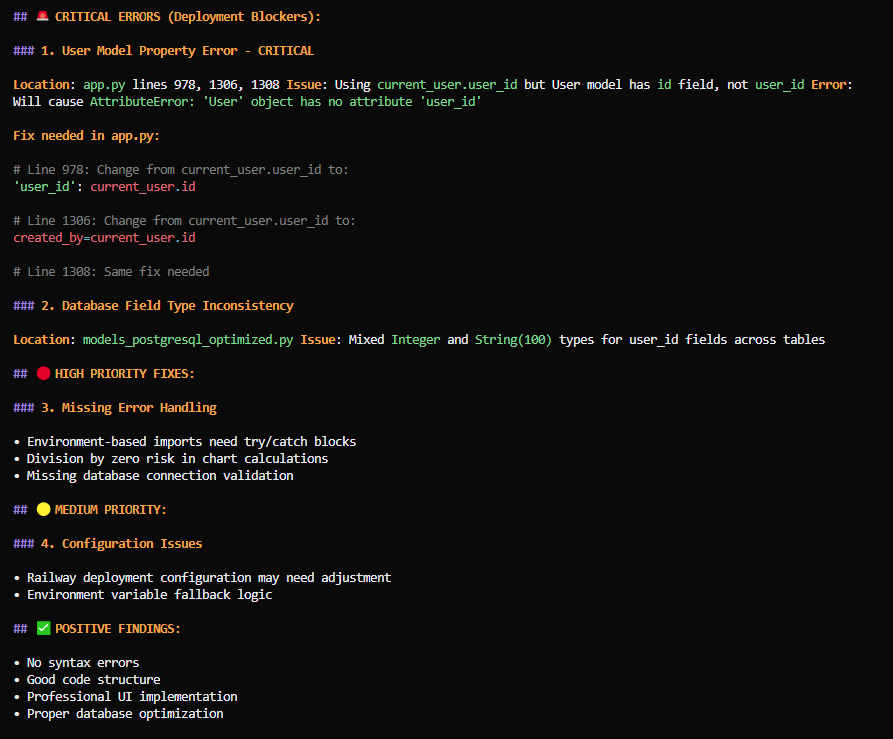 ## 🚨 CRITICAL ERRORS (Deployment Blockers):
### 1. User Model Property Error - CRITICAL
Location: app.py lines 978, 1306, 1308 Issue: Using current_user.user_id but User model has id field, not user_id Error:
Will cause AttributeError: 'User' object has no attribute 'user_id'
Fix needed in app.py:
# Line 978: Change from current_user.user_id to:
'user_id': current_user.id
# Line 1306: Change from current_user.user_id to:
created_by=current_user.id
# Line 1308: Same fix needed
### 2. Database Field Type Inconsistency
Location: models_postgresql_optimized.py Issue: Mixed Integer and String(100) types for user_id fields across tables
## 🔴 HIGH PRIORITY FIXES:
### 3. Missing Error Handling
• Environment-based imports need try/catch blocks
• Division by zero risk in chart calculations
• Missing database connection validation
## 🟡 MEDIUM PRIORITY:
### 4. Configuration Issues
• Railway deployment configuration may need adjustment
• Environment variable fallback logic
## ✅ POSITIVE FINDINGS:
• No syntax errors
• Good code structure
• Professional UI implementation
• Proper database optimization